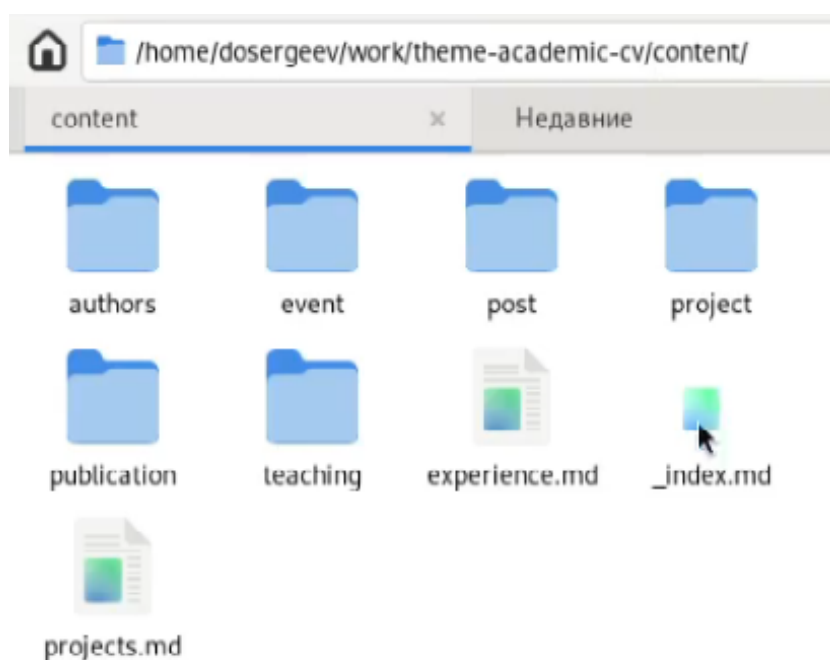 /home/dosergeev/work/theme-academic-cv/content/
content Недавние
authors event post project
publication teaching experience.md _index.md
projects.md